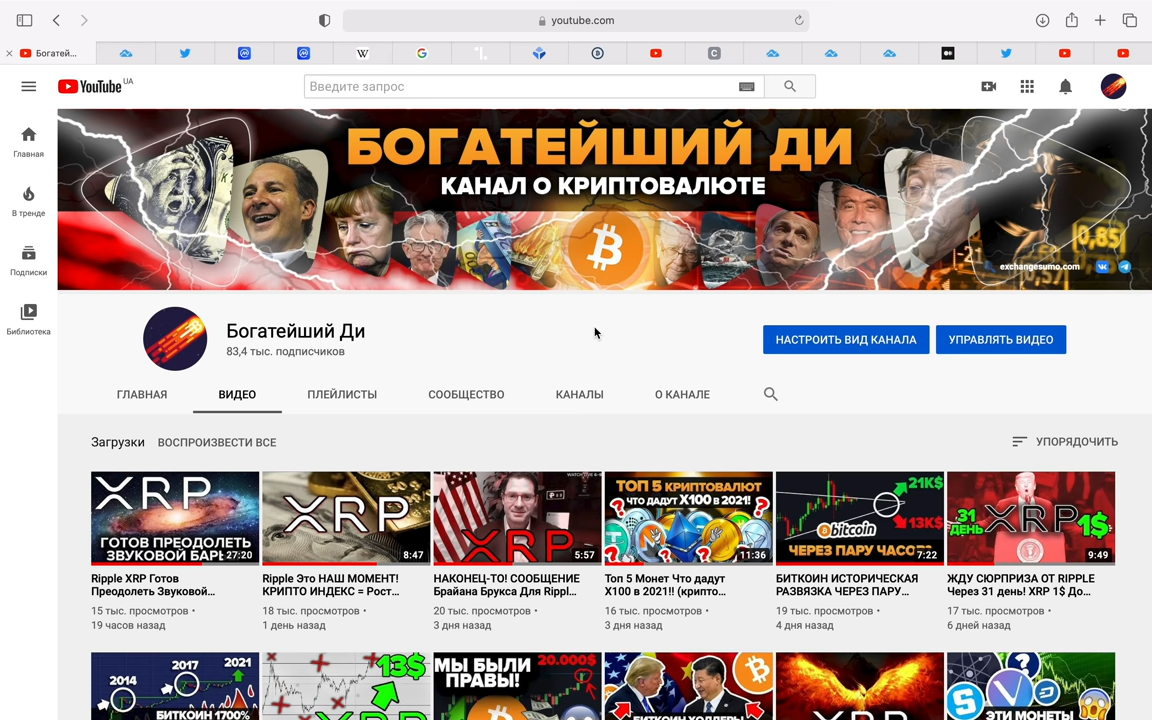 youtube.com
Богатей...
W
YouTube UA
Введите запрос
БОГАТЕЙШИЙ ДИ
КАНАЛ О КРИПТОВАЛЮТЕ
0,85
exchangesumo.com
Главная
В тренде
Подписки
Библиотека
Богатейший Ди
83,4 тыс. подписчиков
НАСТРОИТЬ ВИД КАНАЛА
УПРАВЛЯТЬ ВИДЕО
ГЛАВНАЯ
ВИДЕО
ПЛЕЙЛИСТЫ
СООБЩЕСТВО
КАНАЛЫ
О КАНАЛЕ
Загрузки
ВОСПРОИЗВЕСТИ ВСЕ
УПОРЯДОЧИТЬ
XRP
ГОТОВ ПРЕОДОЛЕТЬ
ЗВУКОВОЙ
27:20
XRP
8:47
XRP
5:57
ТОП 5 КРИПТОВАЛЮТ
ЧТО ДАДУТ X100 В 2021!
11:36
21K$
bitcoin
13K$
ЧЕРЕЗ ПАРУ
7:22
31
ДЕНЬ
XRP
1$
9:49
Ripple XRP Готов
Преодолеть Звуковой...
15 тыс. просмотров •
19 часов назад
Ripple Это НАШ МОМЕНТ!
КРИПТО ИНДЕКС = Рост...
18 тыс. просмотров •
1 день назад
НАКОНЕЦ-ТО! СООБЩЕНИЕ
Брайана Брукса Для Rippl...
20 тыс. просмотров •
3 дня назад
Топ 5 Монет Что дадут
X100 в 2021!! (крипто...
16 тыс. просмотров •
3 дня назад
БИТКОИН ИСТОРИЧЕСКАЯ
РАЗВЯЗКА ЧЕРЕЗ ПАРУ...
19 тыс. просмотров •
4 дня назад
ЖДУ СЮРПРИЗА ОТ RIPPLE
Через 31 день! XRP 1$ До...
17 тыс. просмотров •
6 дней назад
2014
2017
2021
БИТКОИН 1700%
13$
МЫ БЫЛИ
ПРАВЫ!
20.000$
БИТКОИН ХОЛДЕРЫ
XRP
ЭТИ МОНЕТЫ